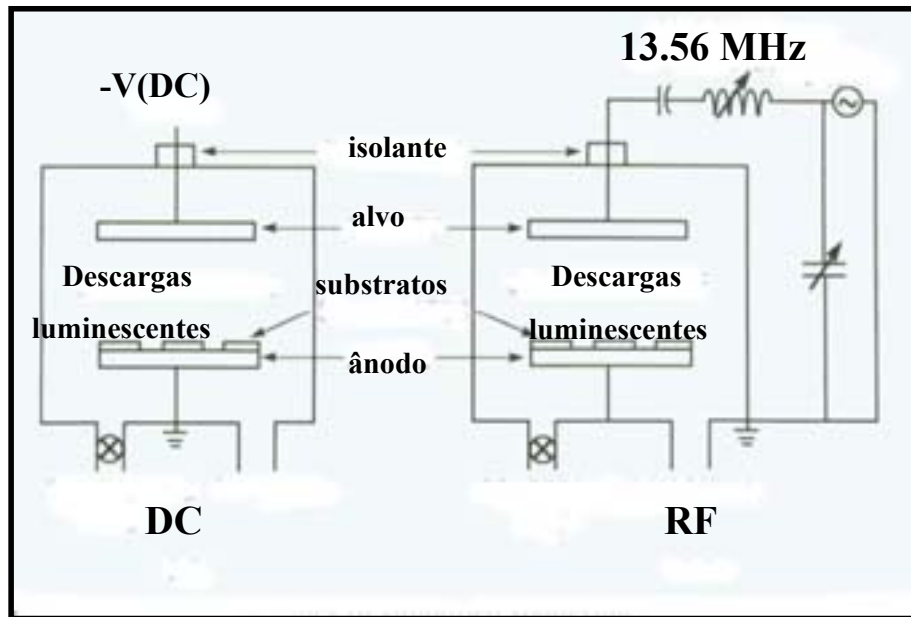 13.56 MHz
-V(DC)
isolante
alvo
Descargas
luminescentes
substratos
Descargas
luminescentes
ânodo
DC
RF